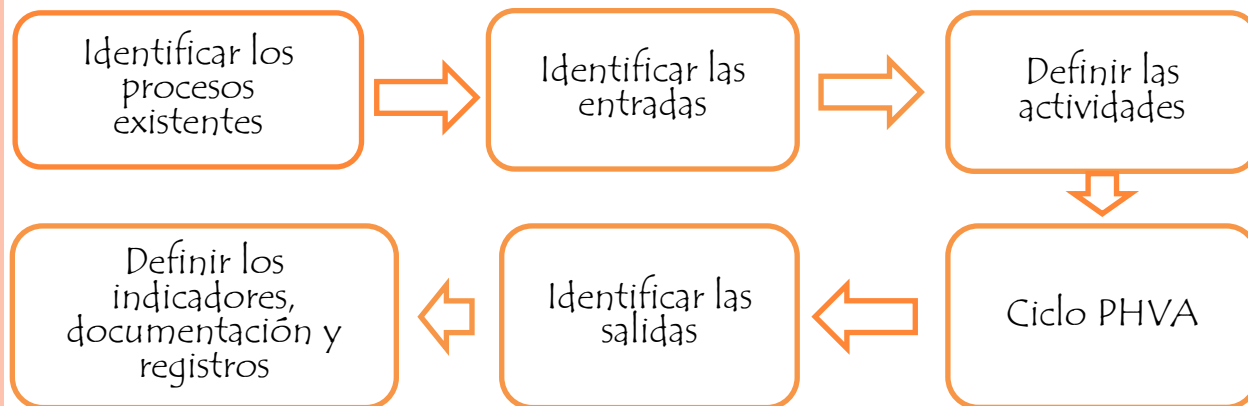 Identificar los
procesos
existentes
Identificar las
entradas
Definir las
actividades
Ciclo PHVA
Identificar las
salidas
Definir los
indicadores,
documentación y
registros